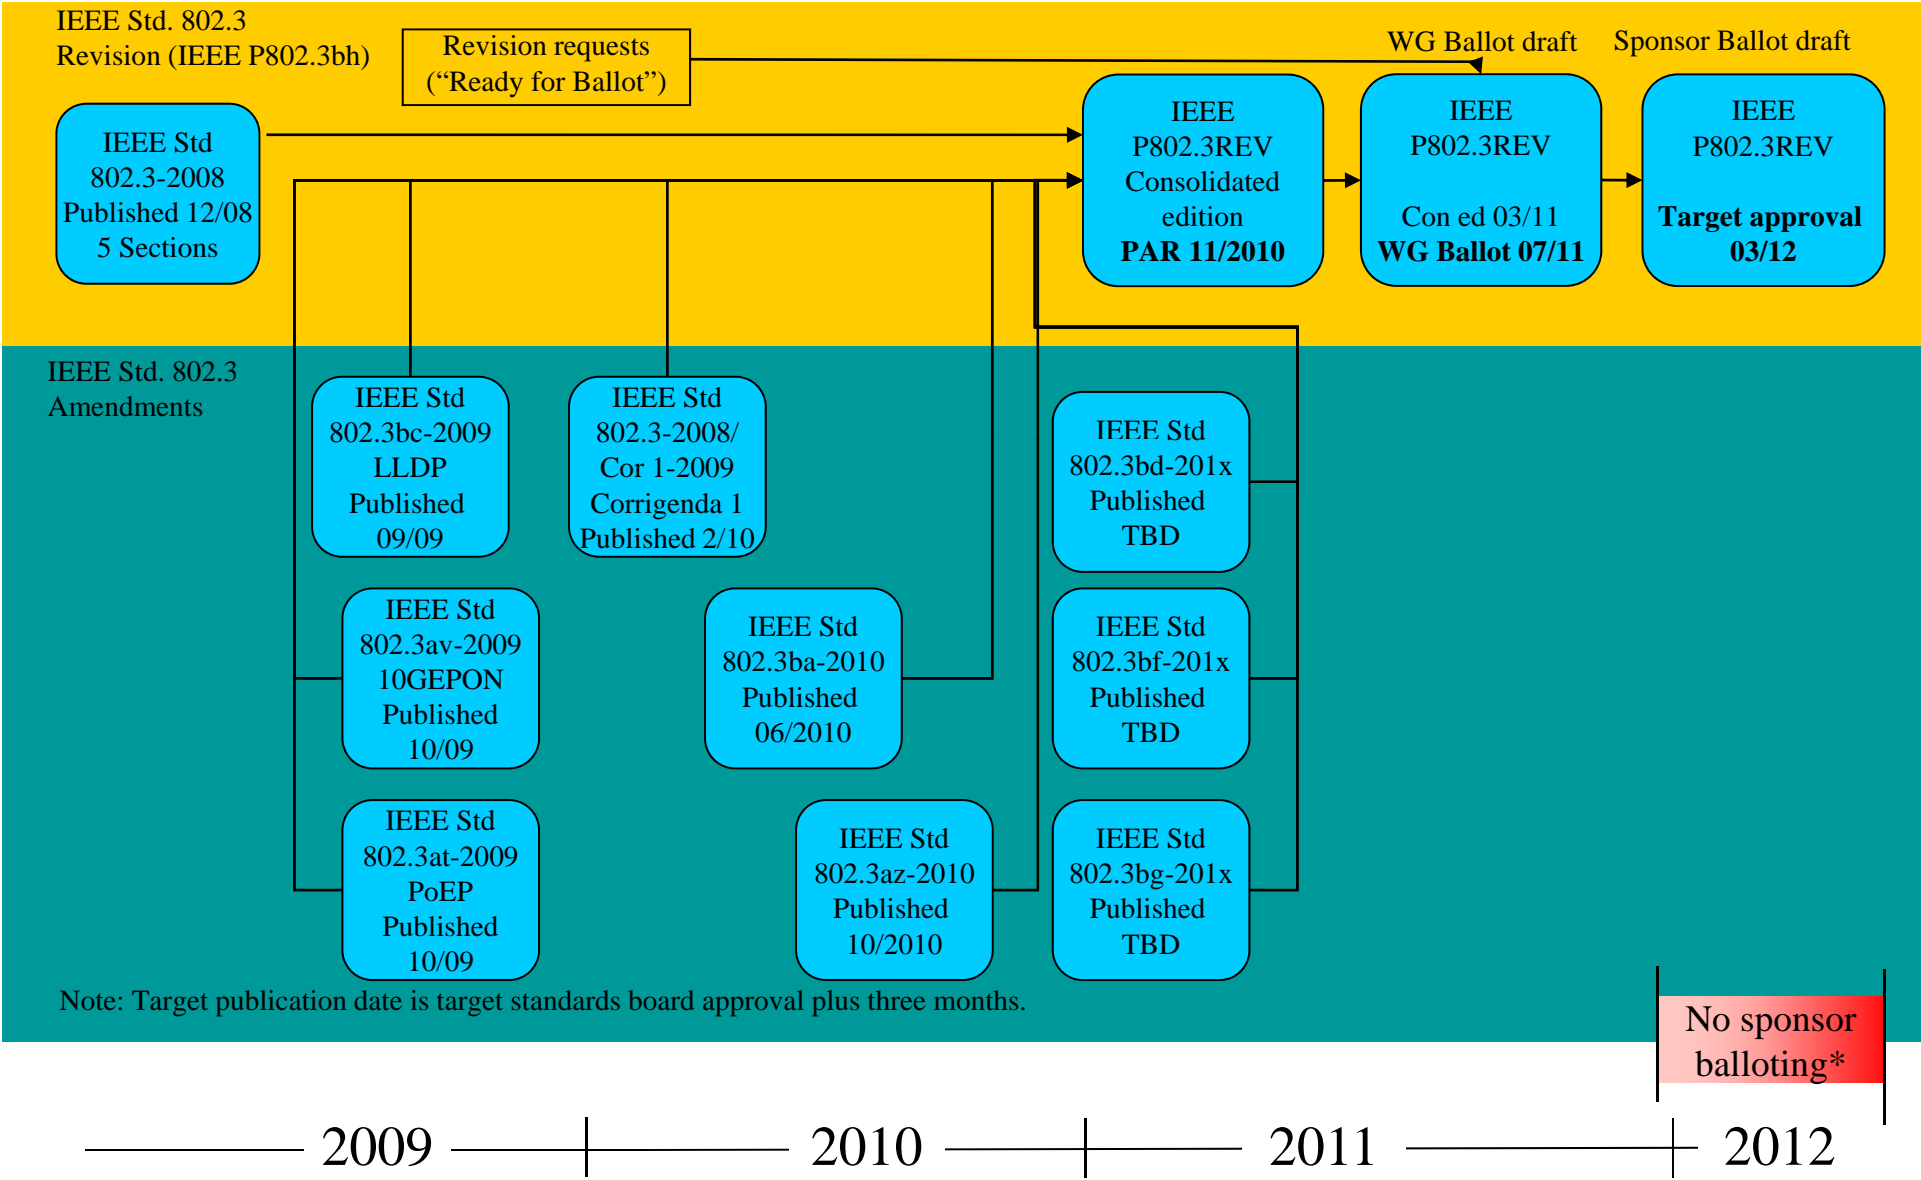 IEEE Std. 802.3
Revision (IEEE P802.3bh)
Revision requests
(“Ready for Ballot”)
WG Ballot draft
Sponsor Ballot draft
IEEE Std
802.3-2008
Published 12/08
5 Sections
IEEE
P802.3REV
Consolidated
edition
PAR 11/2010
IEEE
P802.3REV
Con ed 03/11
WG Ballot 07/11
IEEE
P802.3REV
Target approval
03/12
IEEE Std. 802.3
Amendments
IEEE Std
802.3bc-2009
LLDP
Published
09/09
IEEE Std
802.3-2008/
Cor 1-2009
Corrigenda 1
Published 2/10
IEEE Std
802.3bd-201x
Published
TBD
IEEE Std
802.3av-2009
10GEPON
Published
10/09
IEEE Std
802.3ba-2010
Published
06/2010
IEEE Std
802.3bf-201x
Published
TBD
IEEE Std
802.3at-2009
PoEP
Published
10/09
IEEE Std
802.3az-2010
Published
10/2010
IEEE Std
802.3bg-201x
Published
TBD
Note: Target publication date is target standards board approval plus three months.
No sponsor
balloting*
2009
2010
2011
2012